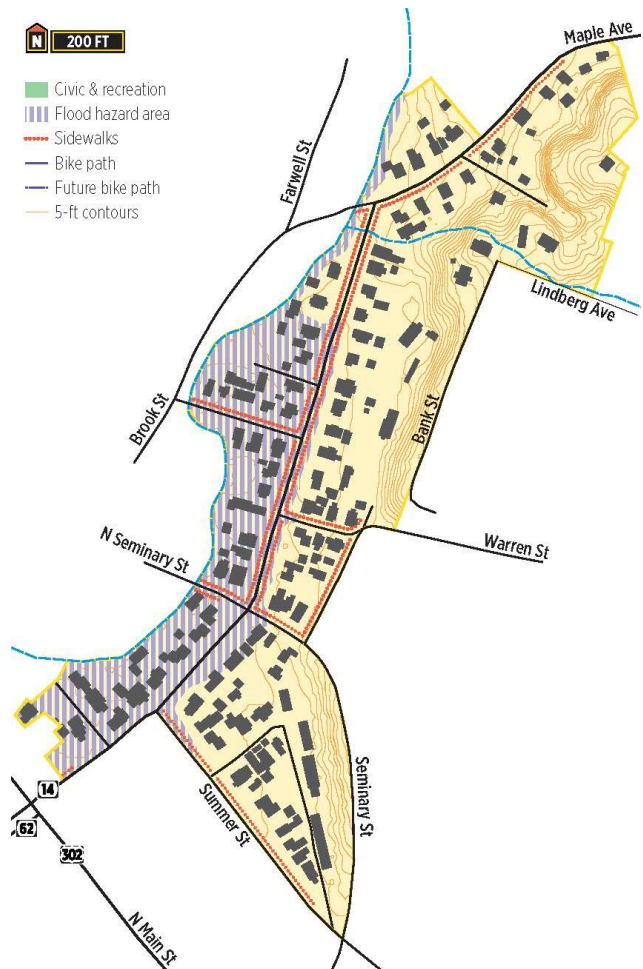 N
200 FT
Civic & recreation
Flood hazard area
Sidewalks
Bike path
Future bike path
5-ft contours
Maple Ave
Farwell St
Lindberg Ave
Brook St
Bank St
N Seminary St
Warren St
Seminary St
Summer St
14
62
302
N Main St